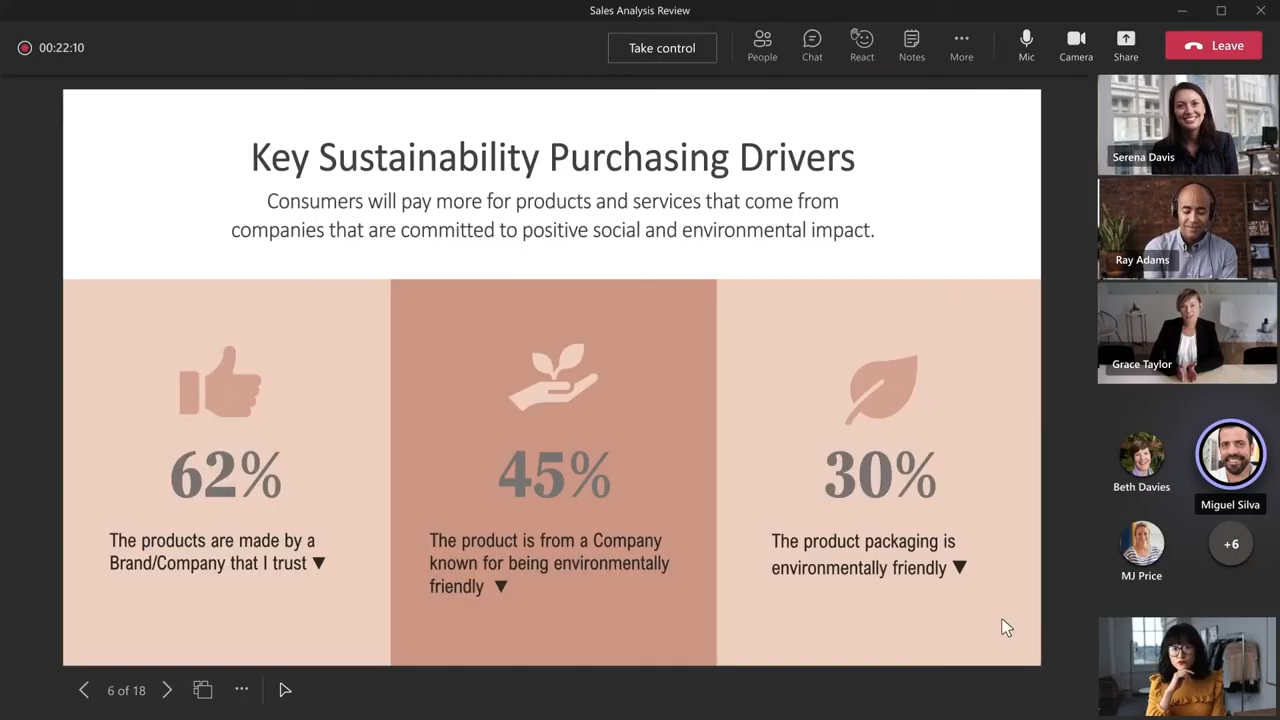 Sales Analysis Review
00:22:10
Take control
People
Chat
React
Notes
More
Mic
Camera
Share
Leave
Key Sustainability Purchasing Drivers
Consumers will pay more for products and services that come from
companies that are committed to positive social and environmental impact.
62%
The products are made by a
Brand/Company that I trust ▼
45%
The product is from a Company
known for being environmentally
friendly ▼
30%
The product packaging is
environmentally friendly ▼
6 of 18
Serena Davis
Ray Adams
Grace Taylor
Beth Davies
Miguel Silva
MJ Price
+6